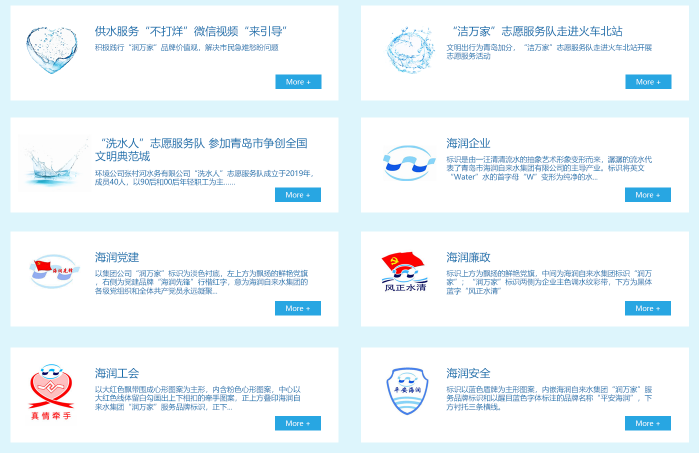 供水服务“不打烊”微信视频“来引导”
积极践行“润万家”品牌价值观，解决市民急难愁盼问题
More +
“洁万家”志愿服务队走进火车北站
文明出行为青岛加分，“洁万家”志愿服务队走进火车北站开展
志愿服务活动
More +
“洗水人”志愿服务队 参加青岛市争创全国
文明典范城
环境公司张村河水务有限公司“洗水人”志愿服务队成立于2019年，
成员40人，以90后和00后年轻职工为主......
More +
海润企业
标识是由一汪清清流水的抽象艺术形象变形而来，潺潺的流水代
表了青岛市海润自来水集团有限公司的主导产业。标识将英文
“Water”水的首字母“W”变形为纯净的水...
More +
海润先锋
海润党建
以集团公司“润万家”标识为淡色衬底，左上方为飘扬的鲜艳党旗
，右侧为党建品牌“海润先锋”行楷红字，意为海润自来水集团的
各级党组织和全体共产党员永远凝聚...
More +
风正水清
海润廉政
标识上方为飘扬的鲜艳党旗，中间为海润自来水集团标识“润万
家”；“润万家”标识两侧为企业主色调水纹彩带，下方为黑体
蓝字“风正水清”
More +
真情牵手
海润工会
以大红色飘带围成心形图案为主形，内含粉色心形图案，中心以
大红色线体留白勾画出上下相扣的牵手图案，正上方叠印海润自
来水集团“润万家”服务品牌标识，正下...
More +
平安海润
海润安全
标识以蓝色盾牌为主形图案，内嵌海润自来水集团“润万家”服
务品牌标识和以醒目蓝色字体标注的品牌名称“平安海润”，下
方衬托三条横线。
More +